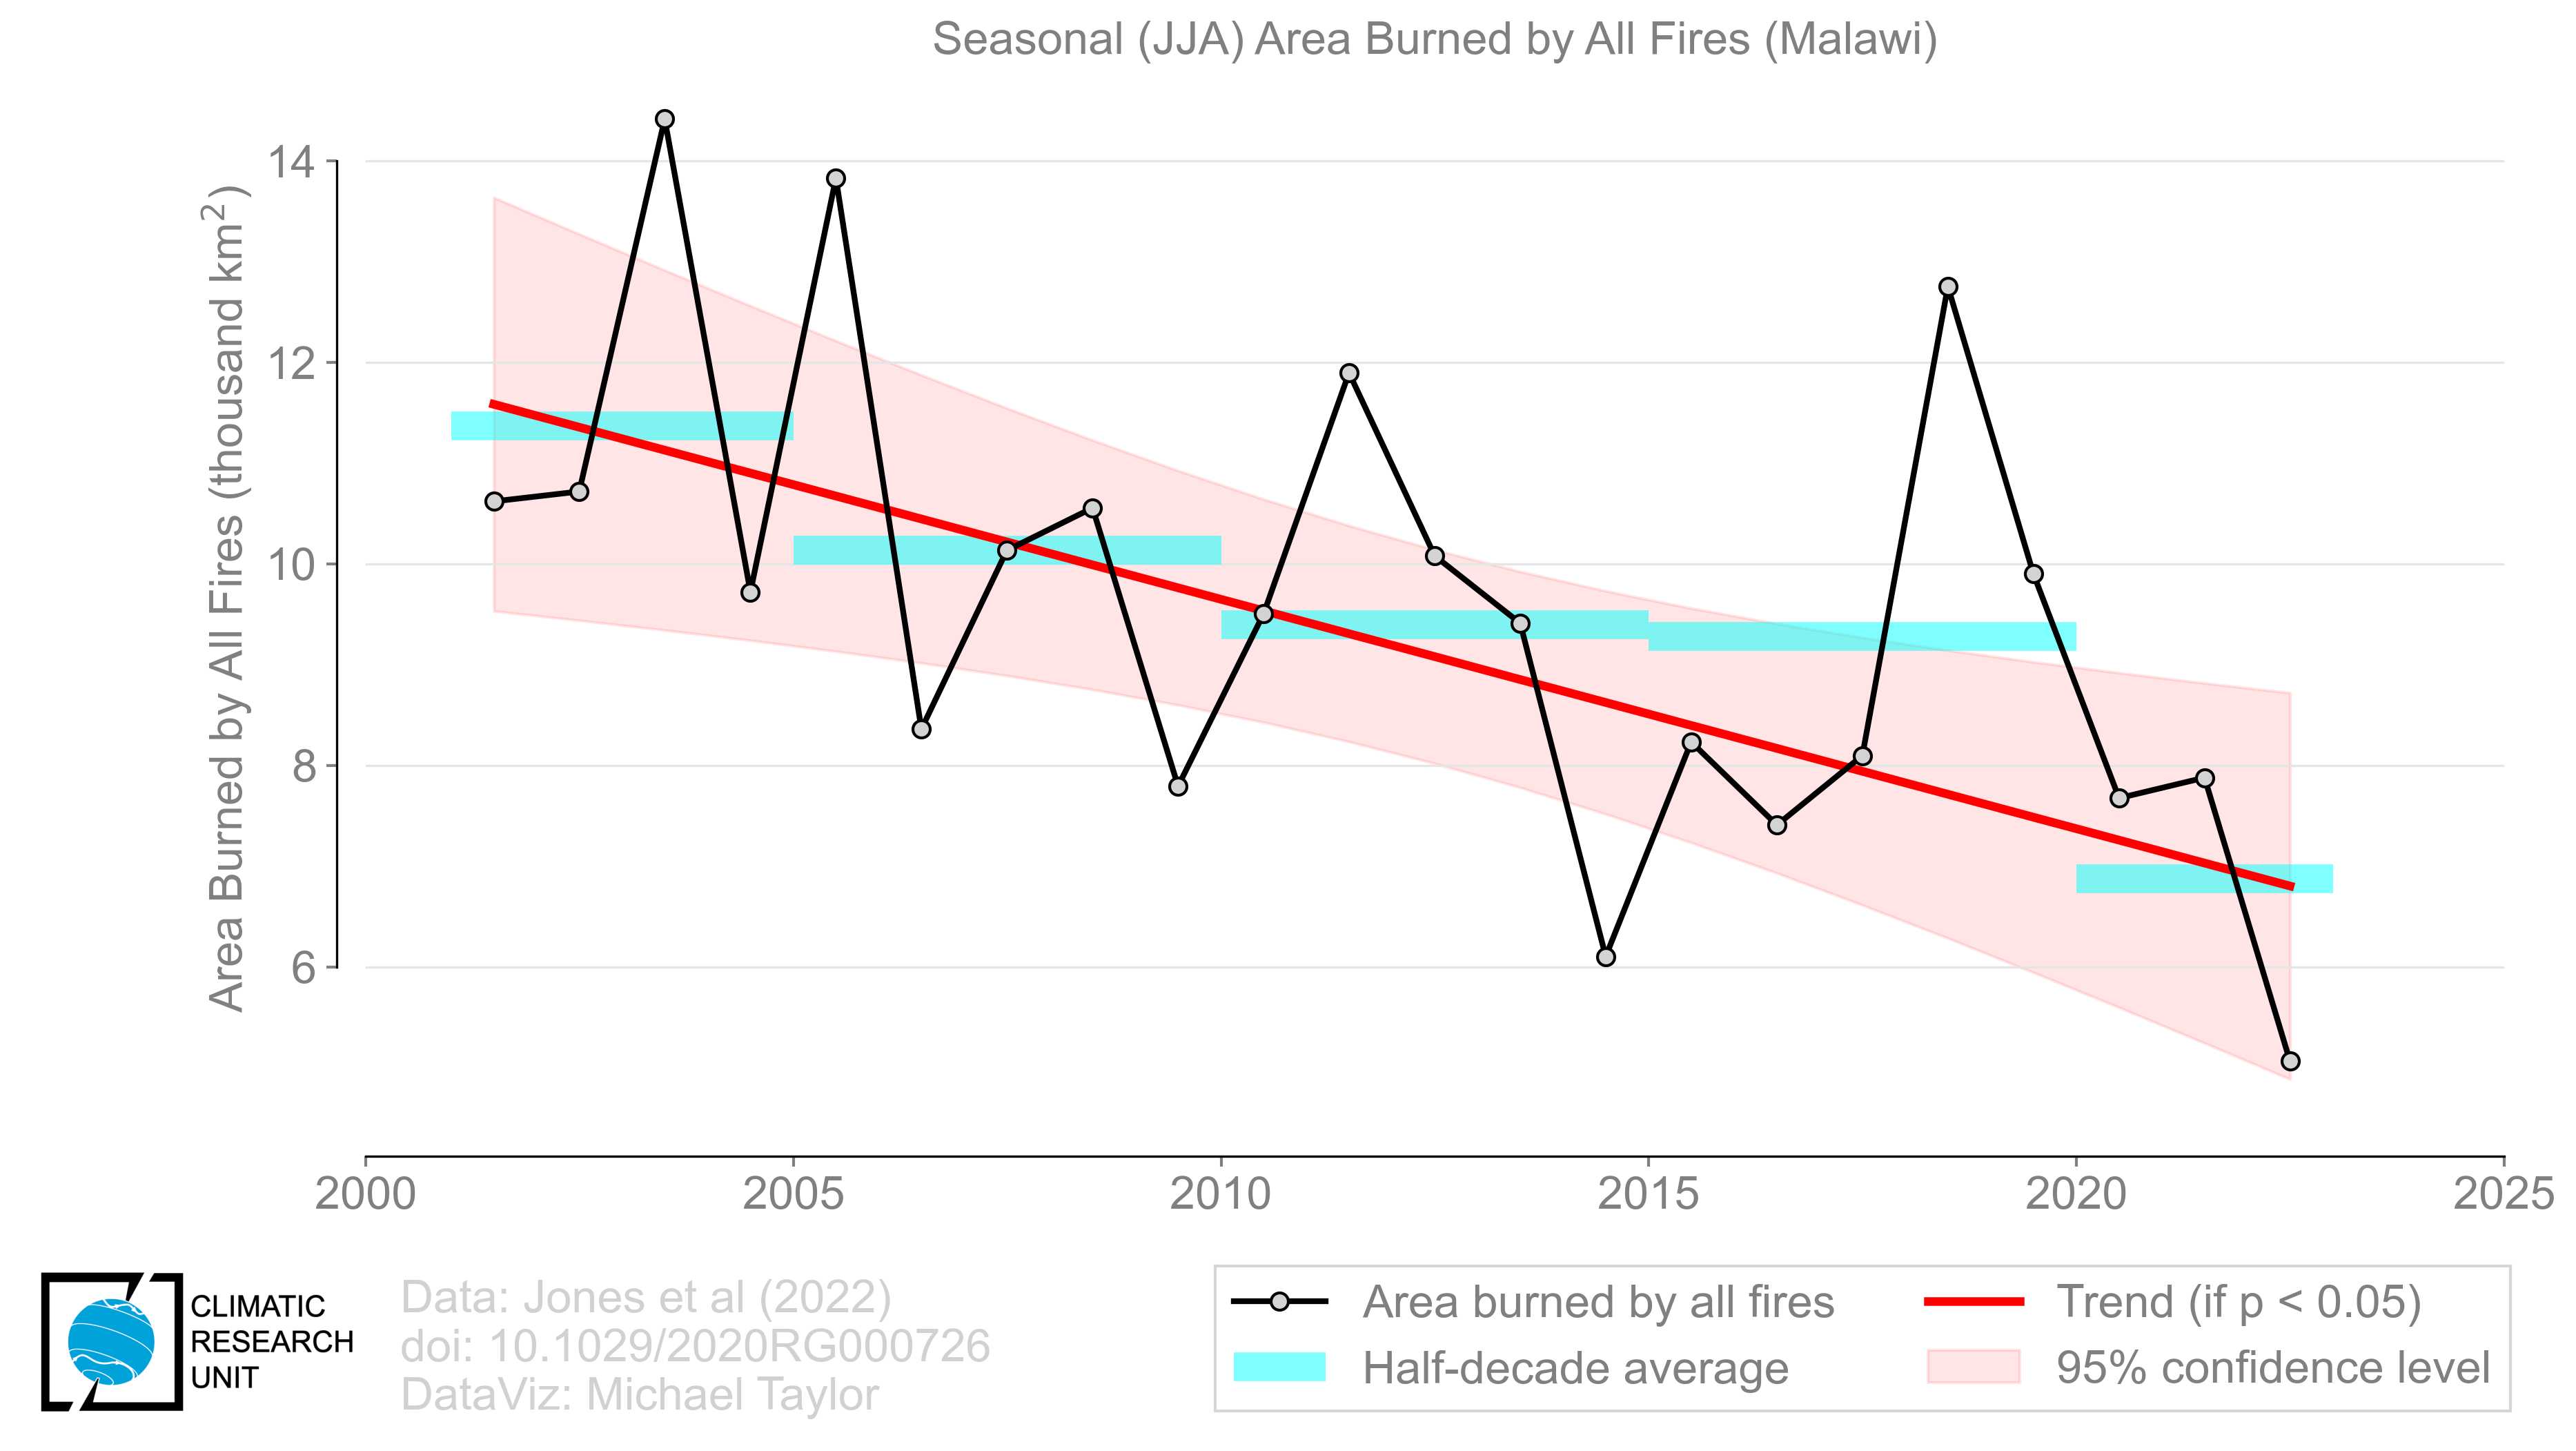 Seasonal (JJA) Area Burned by All Fires (Malawi)
Area Burned by All Fires (thousand km²)
14
12
10
8
6
2000 2005 2010 2015 2020 2025
CLIMATIC
RESEARCH
UNIT
Data: Jones et al (2022)
doi: 10.1029/2020RG000726
DataViz: Michael Taylor
Area burned by all fires
Half-decade average
Trend (if p < 0.05)
95% confidence level